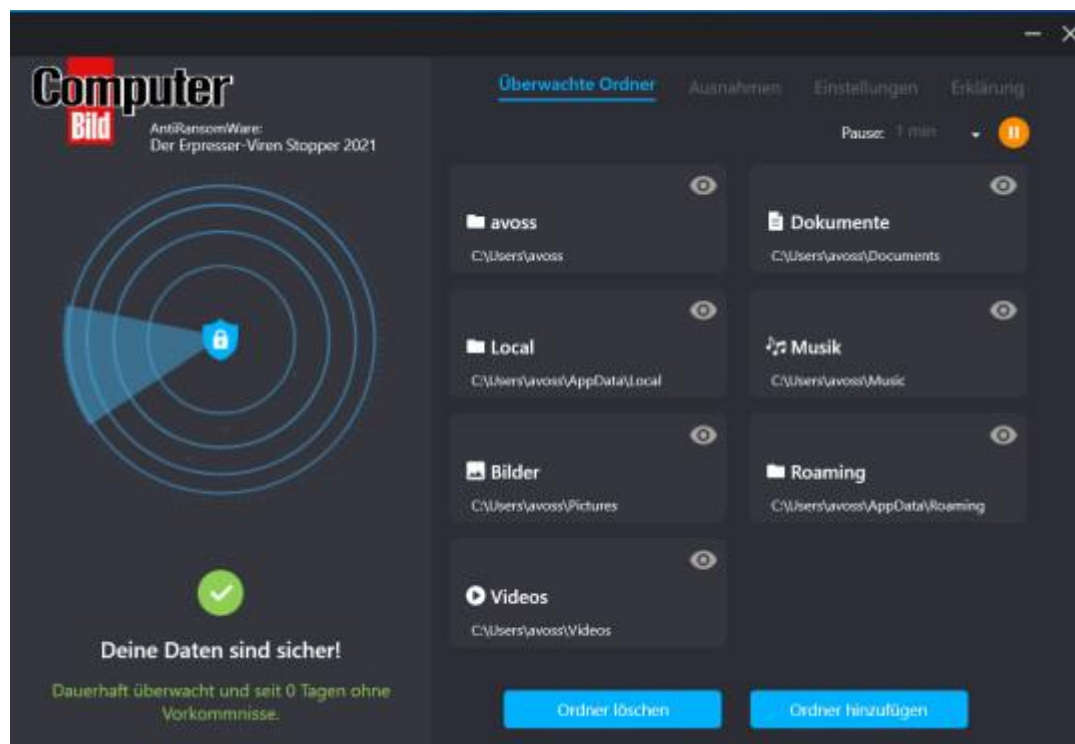 Computer
Bild
AntiRansomWare:
Der Erpresser-Viren Stopper 2021
Deine Daten sind sicher!
Dauerhaft überwacht und seit 0 Tagen ohne
Vorkommnisse.
Überwachte Ordner Ausnahmen Einstellungen Erklärung
Pause: 1 min
avoss
C:\Users\avoss
Dokumente
C:\Users\avoss\Documents
Local
C:\Users\avoss\AppData\Local
Musik
C:\Users\avoss\Music
Bilder
C:\Users\avoss\Pictures
Roaming
C:\Users\avoss\AppData\Roaming
Videos
C:\Users\avoss\Videos
Ordner löschen
Ordner hinzufügen